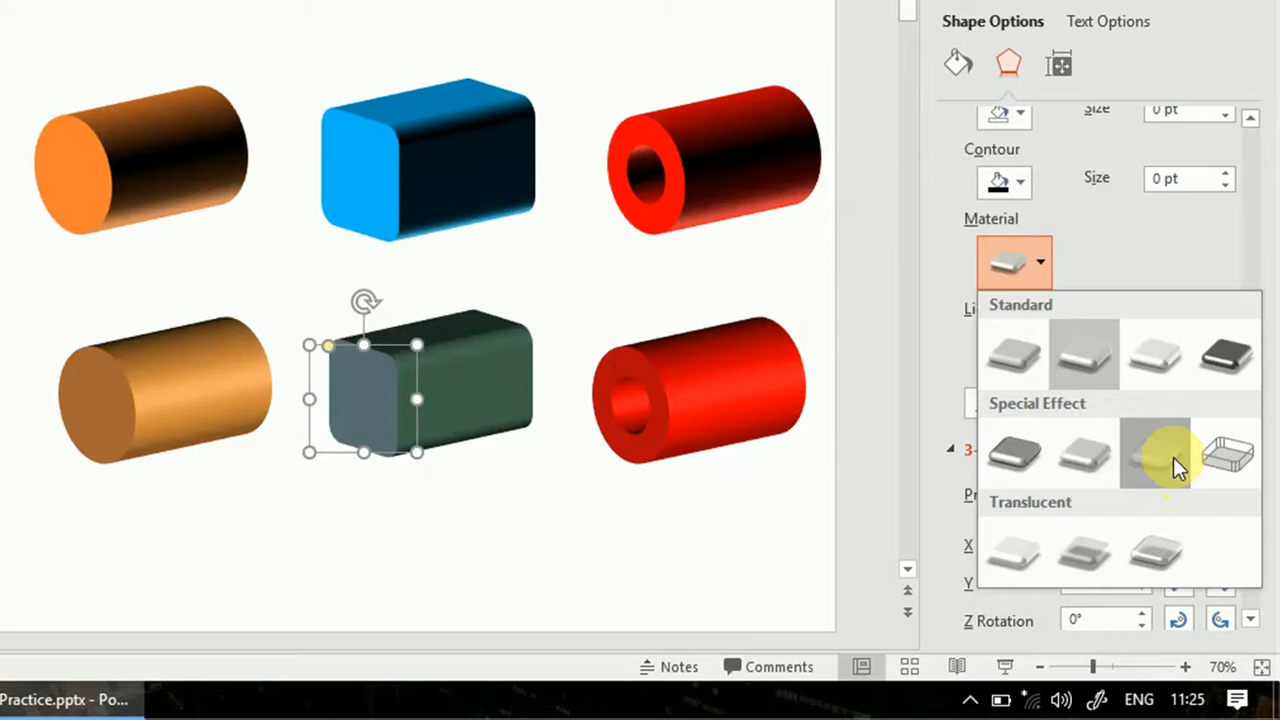 Shape Options Text Options
Size 0 pt
Contour
Size 0 pt
Material
Standard
Special Effect
Translucent
Z Rotation 0°
Notes Comments 70%
Practice.pptx - Po... ENG 11:25